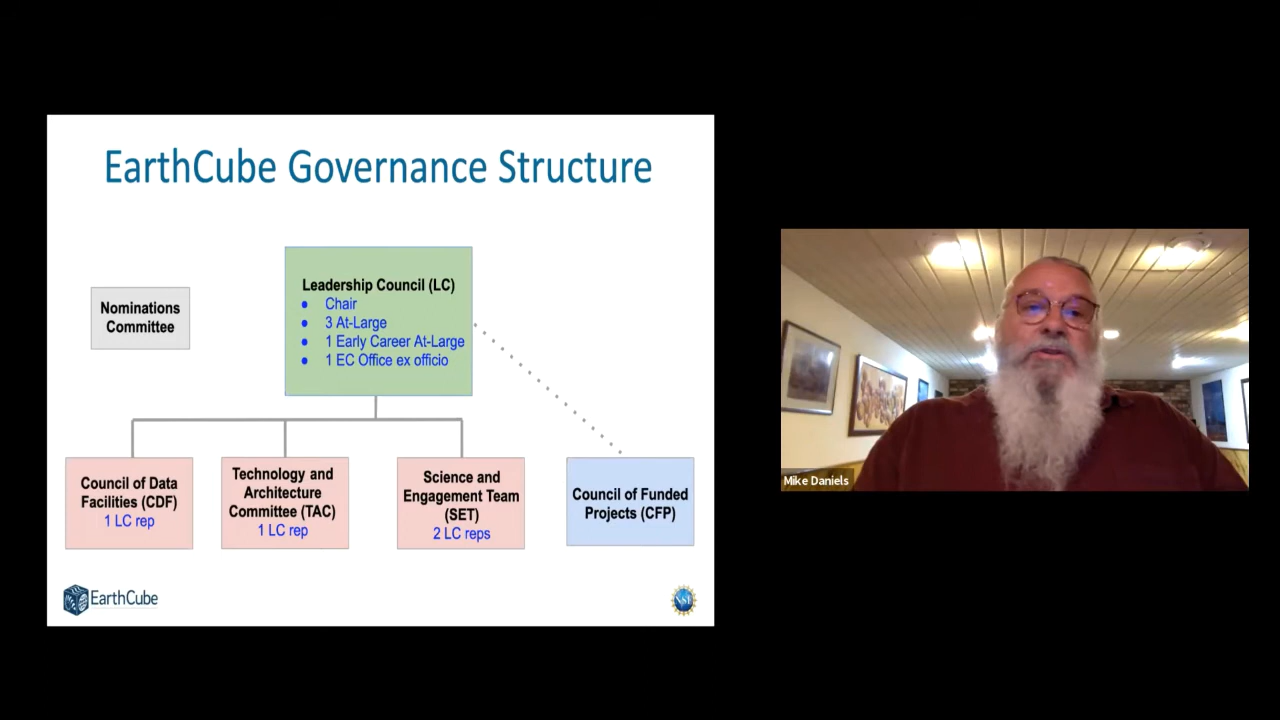 EarthCube Governance Structure
Nominations
Committee
Leadership Council (LC)
● Chair
● 3 At-Large
● 1 Early Career At-Large
● 1 EC Office ex officio
Council of Data
Facilities (CDF)
1 LC rep
Technology and
Architecture
Committee (TAC)
1 LC rep
Science and
Engagement Team
(SET)
2 LC reps
Council of Funded
Projects (CFP)
EarthCube
NSF
Mike Daniels